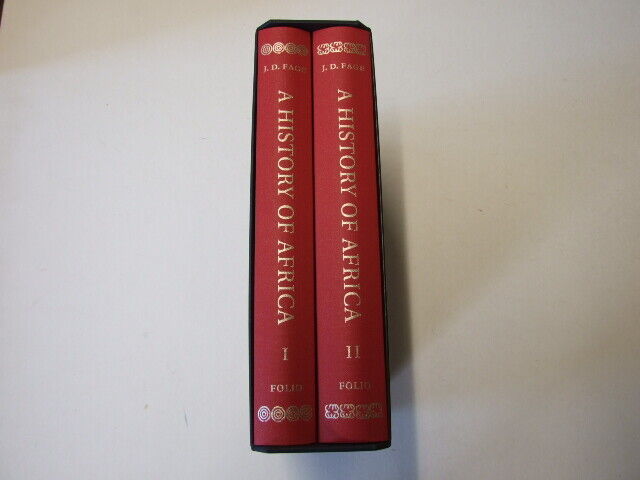 J. D. FAGE
A HISTORY OF AFRICA
I
FOLIO
J. D. FAGE
A HISTORY OF AFRICA
II
FOLIO